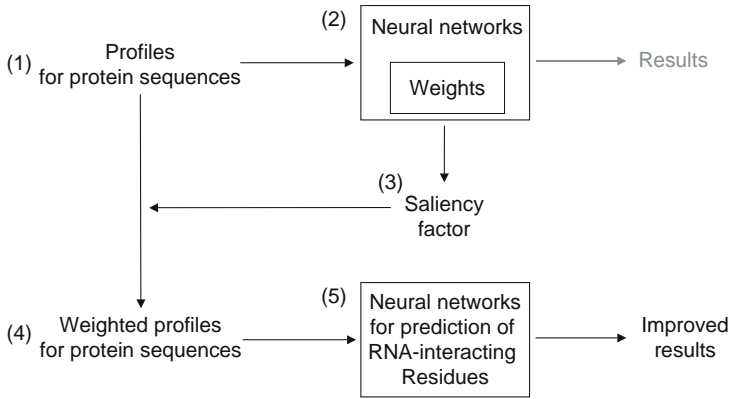 (1)
Profiles
for protein sequences
(2)
Neural networks
Weights
Results
(3)
Saliency
factor
(4)
Weighted profiles
for protein sequences
(5)
Neural networks
for prediction of
RNA-interacting
Residues
Improved
results